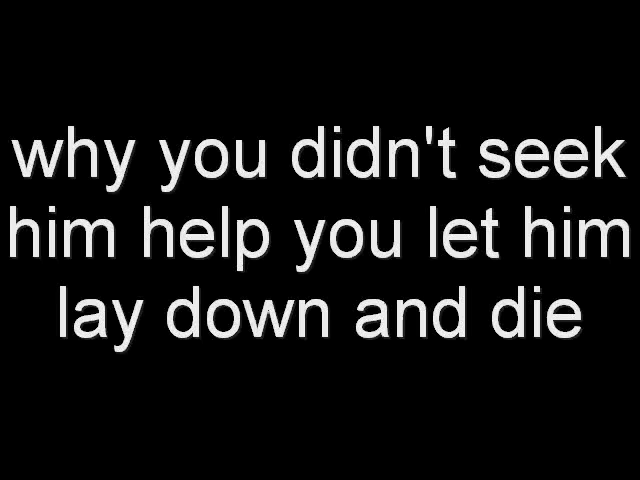 why you didn't seek
him help you let him
lay down and die